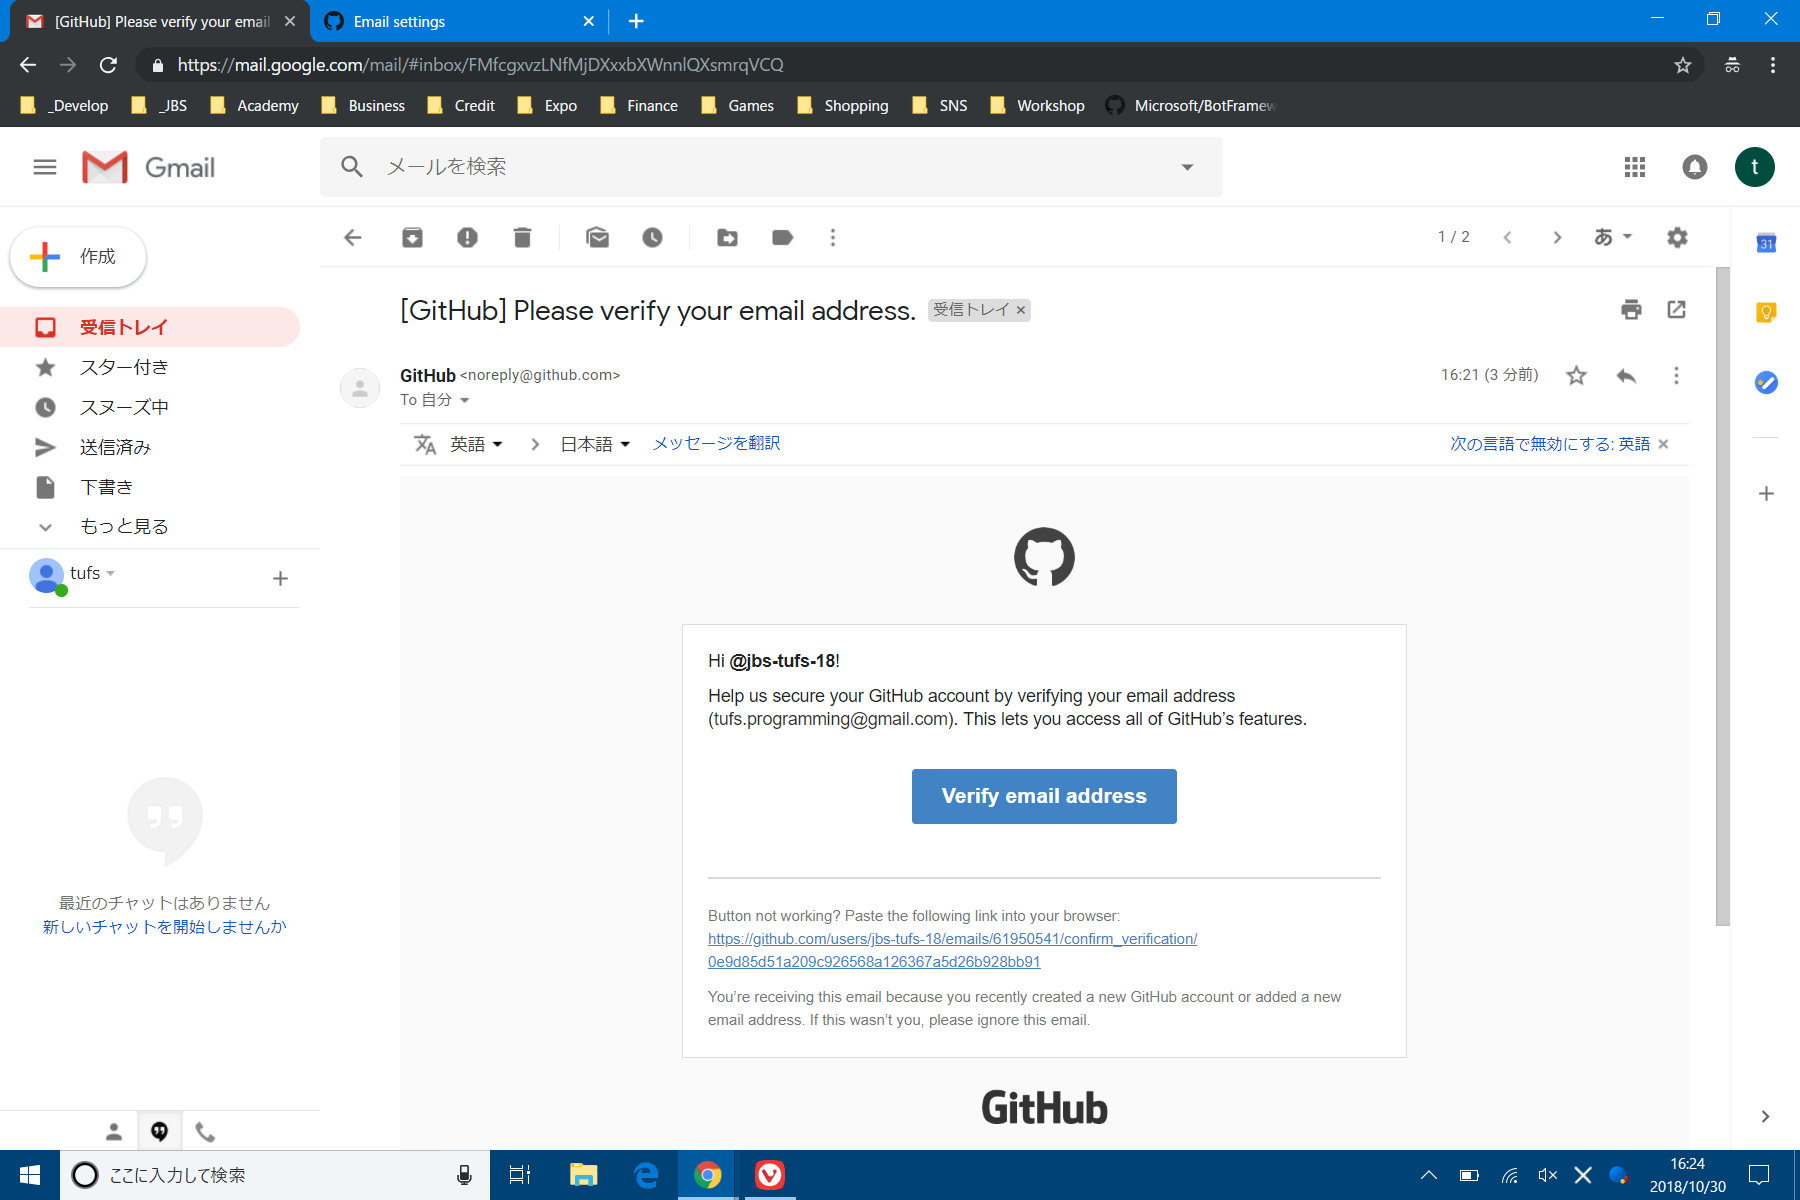 [GitHub] Please verify your email
Email settings
https://mail.google.com/mail/#inbox/FMfcgxvzLNfMjDXxxbXWnnlQXsmrqVCQ
_Develop
_JBS
Academy
Business
Credit
Expo
Finance
Games
Shopping
SNS
Workshop
Microsoft/BotFramew
Gmail
メールを検索
t
作成
1 / 2
あ
31
受信トレイ
スター付き
スヌーズ中
送信済み
下書き
もっと見る
tufs
最近のチャットはありません
新しいチャットを開始しませんか
[GitHub] Please verify your email address.
受信トレイ ×
GitHub <noreply@github.com>
16:21 (3 分前)
To 自分
英語
日本語
メッセージを翻訳
次の言語で無効にする: 英語 ×
Hi @jbs-tufs-18!
Help us secure your GitHub account by verifying your email address
(tufs.programming@gmail.com). This lets you access all of GitHub’s features.
Verify email address
Button not working? Paste the following link into your browser:
https://github.com/users/jbs-tufs-18/emails/61950541/confirm_verification/
0e9d85d51a209c926568a126367a5d26b928bb91
You’re receiving this email because you recently created a new GitHub account or added a new
email address. If this wasn’t you, please ignore this email.
GitHub
ここに入力して検索
16:24
2018/10/30